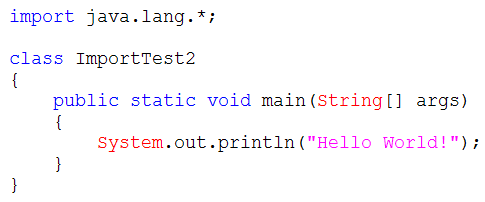 import java.lang.*;
class ImportTest2
{
public static void main(String[] args)
{
System.out.println("Hello World!");
}
}